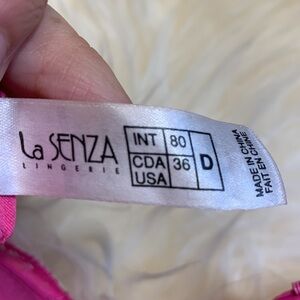 La SENZA
LINGERIE
INT 80
CDA 36 D
USA
MADE IN CHINA
FAIT EN CHINE